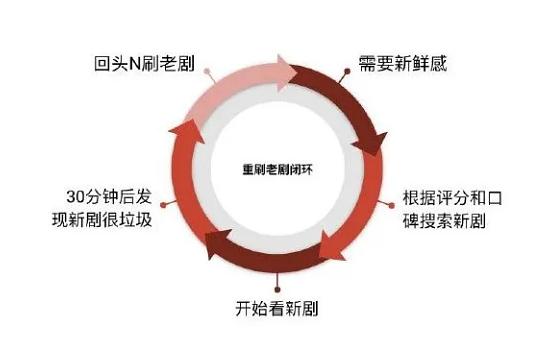 回头N刷老剧
需要新鲜感
重刷老剧闭环
30分钟后发
现新剧很垃圾
根据评分和口
碑搜索新剧
开始看新剧